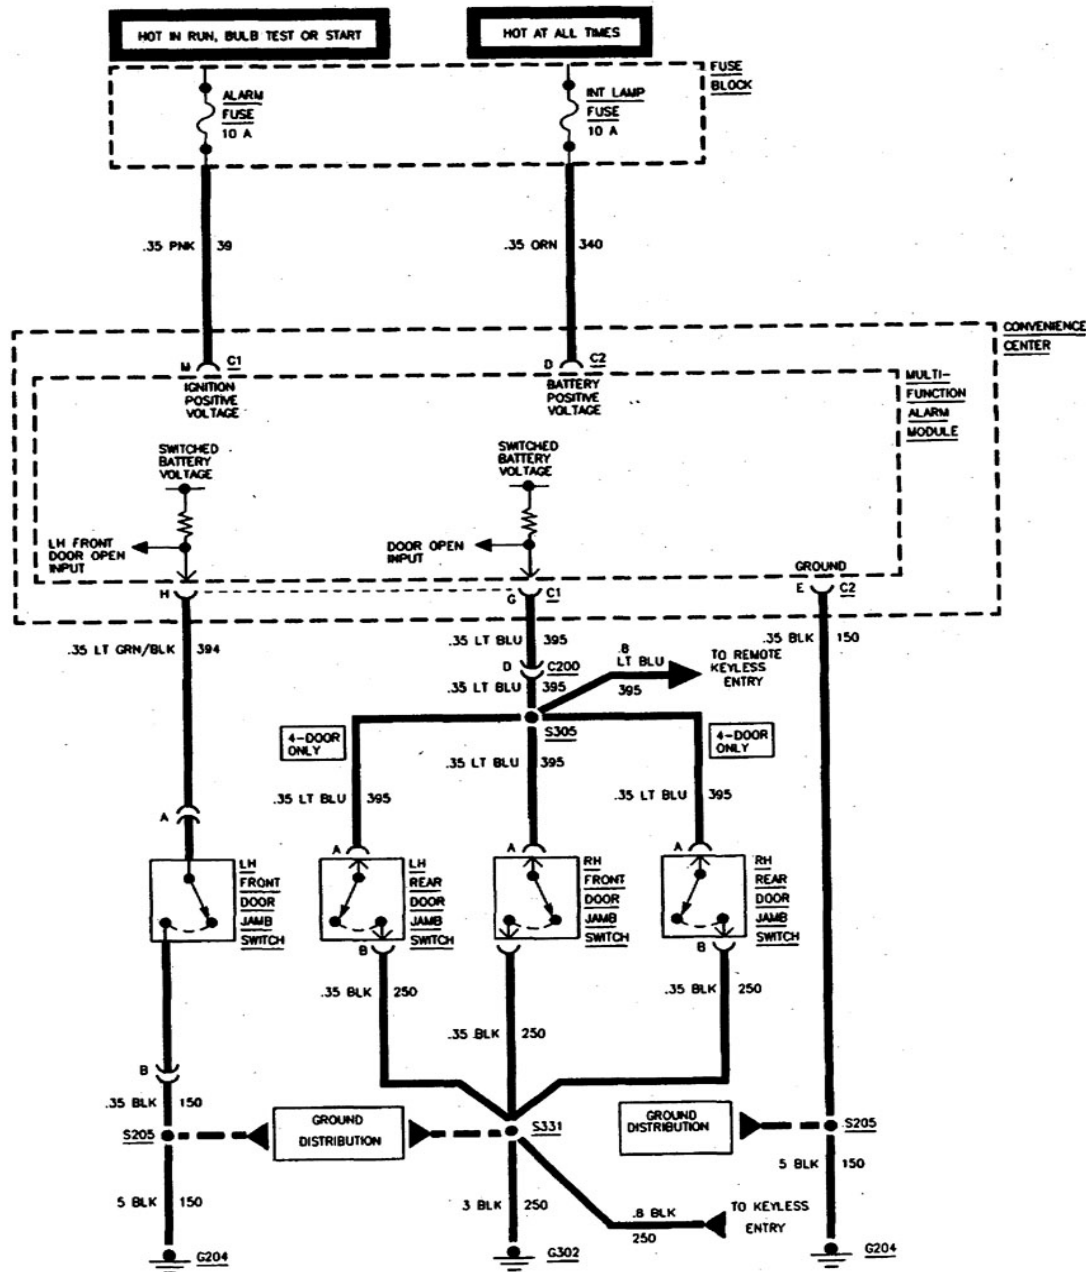 HOT IN RUN, BULB TEST OR START
HOT AT ALL TIMES
FUSE
BLOCK
ALARM
FUSE
10 A
INT LAMP
FUSE
10 A
.35 PNK
39
.35 ORN
340
CONVENIENCE
CENTER
M
C1
IGNITION
POSITIVE
VOLTAGE
D
C2
BATTERY
POSITIVE
VOLTAGE
MULTI-
FUNCTION
ALARM
MODULE
SWITCHED
BATTERY
VOLTAGE
SWITCHED
BATTERY
VOLTAGE
LH FRONT
DOOR OPEN
INPUT
DOOR OPEN
INPUT
GROUND
H
G
C1
E
C2
.35 LT GRN/BLK
394
.35 LT BLU
395
.35 BLK
150
D
C200
.8
LT BLU
395
TO REMOTE
KEYLESS
ENTRY
.35 LT BLU
395
S305
4-DOOR
ONLY
4-DOOR
ONLY
.35 LT BLU
395
.35 LT BLU
395
.35 LT BLU
395
A
LH
FRONT
DOOR
JAMB
SWITCH
A
LH
REAR
DOOR
JAMB
SWITCH
A
RH
FRONT
DOOR
JAMB
SWITCH
A
RH
REAR
DOOR
JAMB
SWITCH
B
B
.35 BLK
250
.35 BLK
250
.35 BLK
250
B
.35 BLK
150
S205
GROUND
DISTRIBUTION
S331
GROUND
DISTRIBUTION
S205
5 BLK
150
3 BLK
250
.8 BLK
250
TO KEYLESS
ENTRY
5 BLK
150
G204
G302
G204